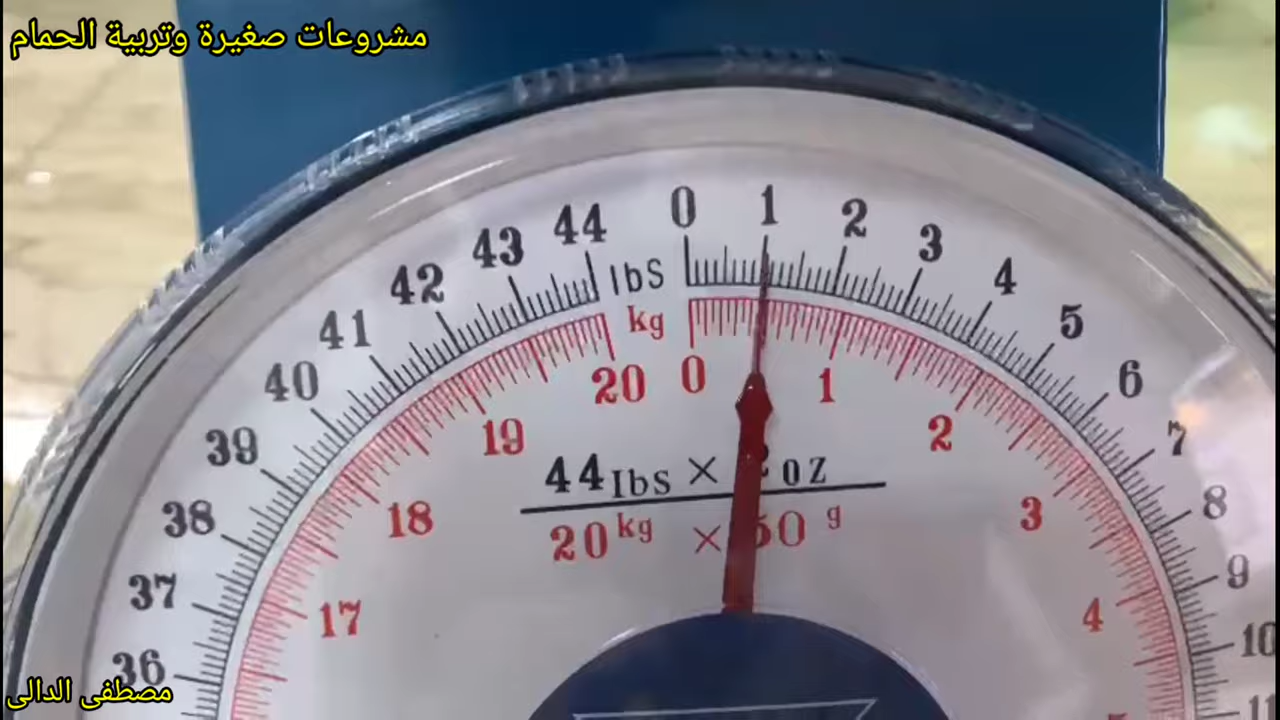 مشروعات صغيرة وتربية الحمام
0 1 2 3 4 5 6 7 8 9 10 11
36 37 38 39 40 41 42 43 44 lbS
kg
0 1 2 3 4
17 18 19 20
44 lbS × 2 oz
20 kg × 50 g
مصطفى الدالى